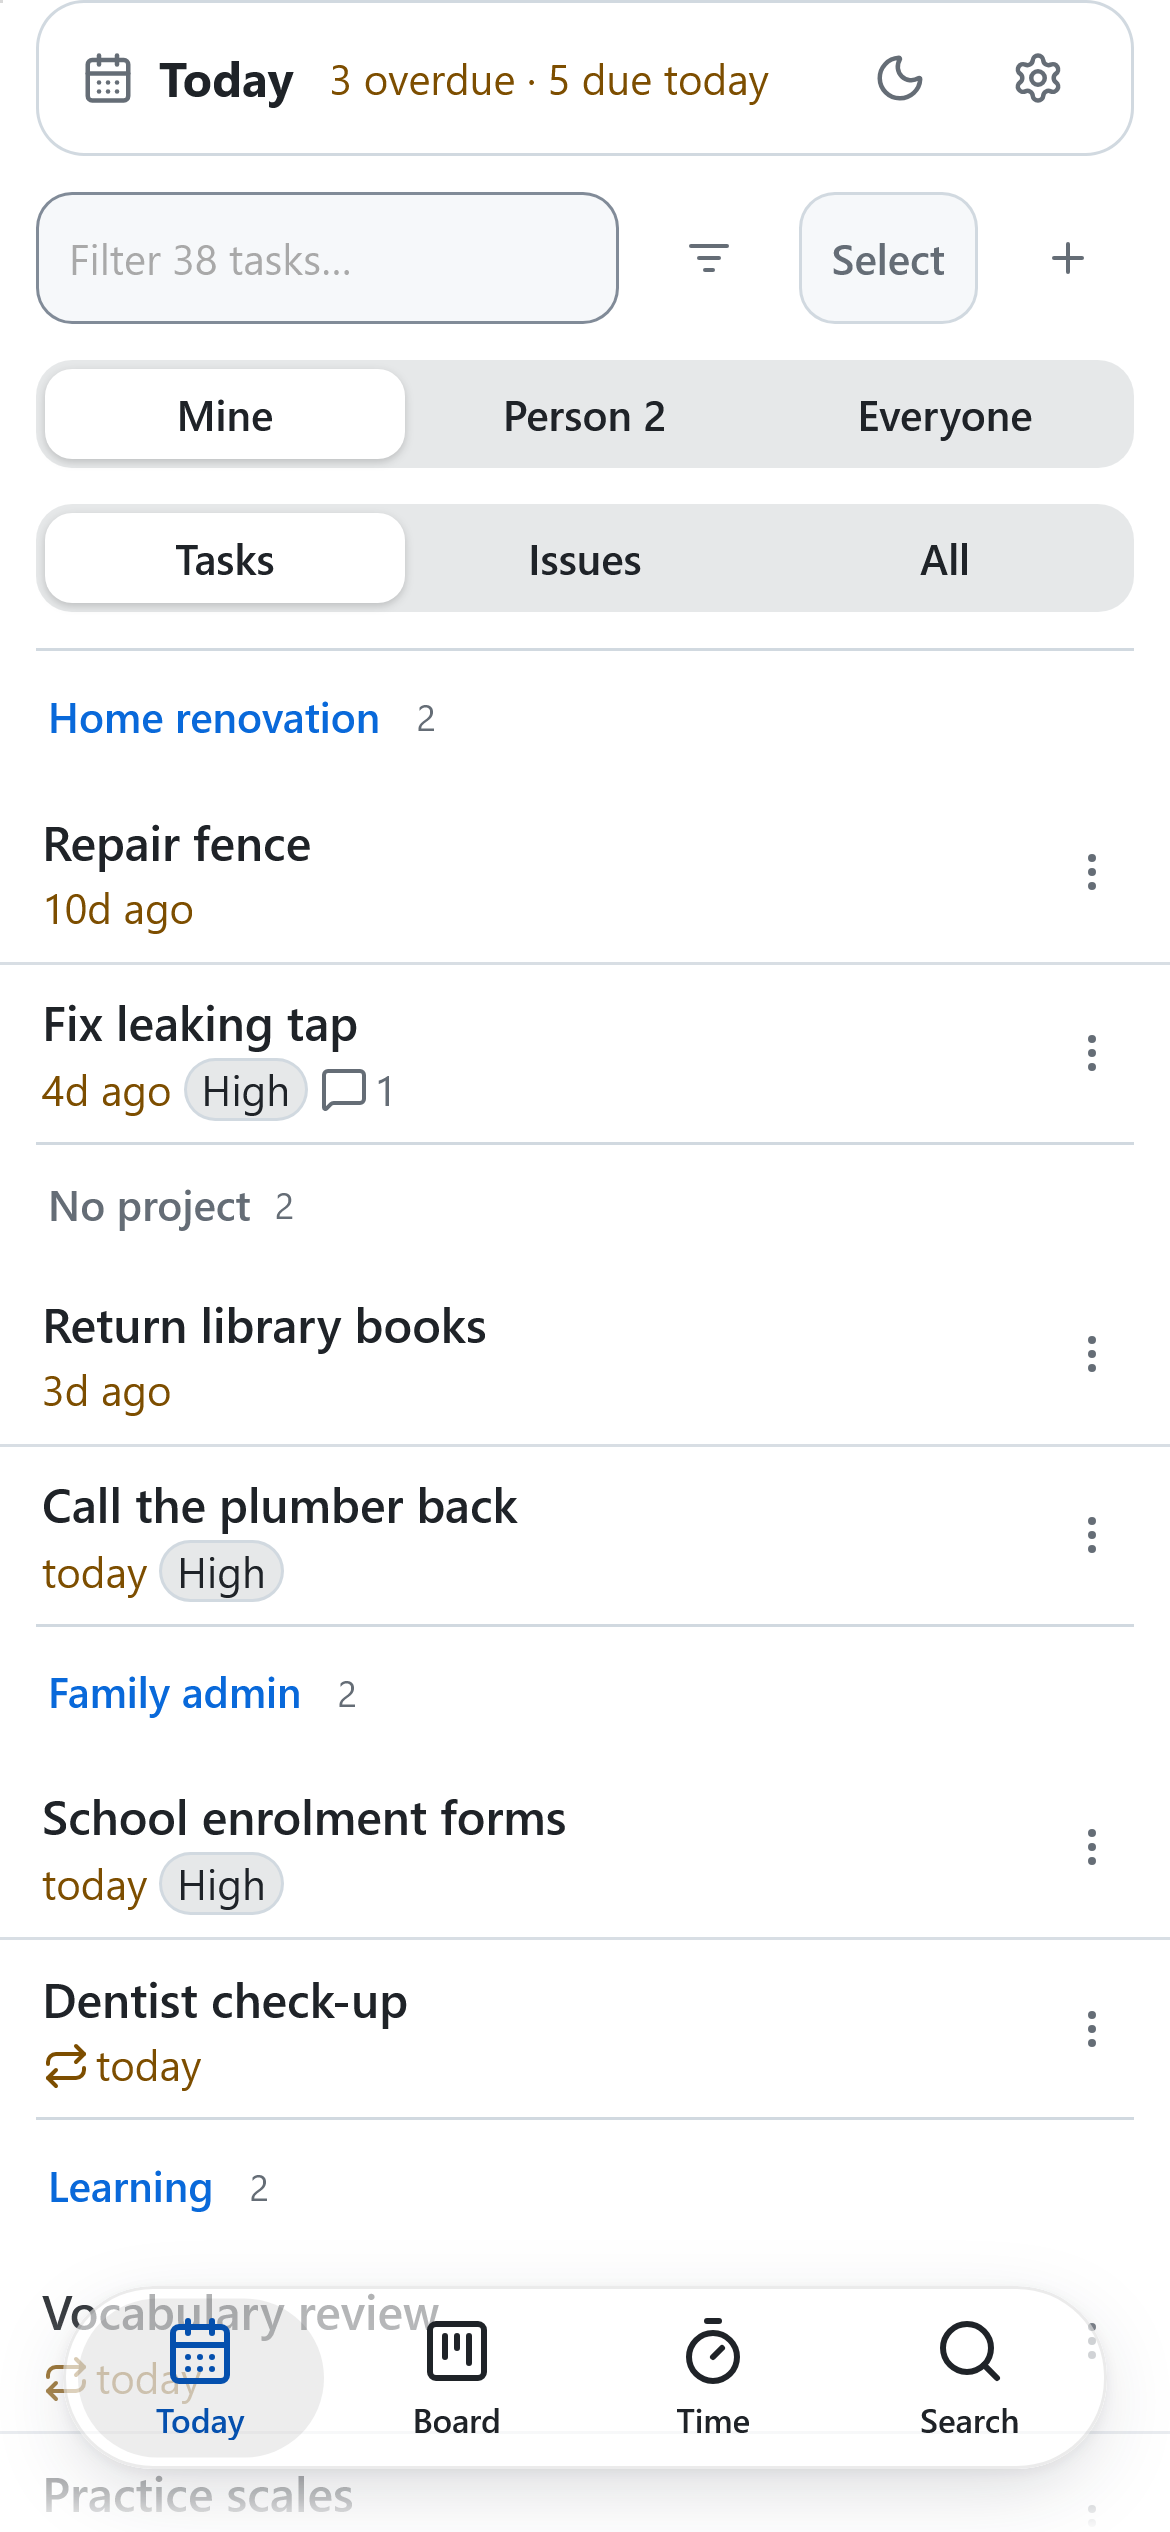 Today 3 overdue · 5 due today
Filter 38 tasks...
Select
Mine Person 2 Everyone
Tasks Issues All
Home renovation 2
Repair fence
10d ago
Fix leaking tap
4d ago High 1
No project 2
Return library books
3d ago
Call the plumber back
today High
Family admin 2
School enrolment forms
today High
Dentist check-up
today
Learning 2
Vocabulary review
today
Today Board Time Search
Practice scales